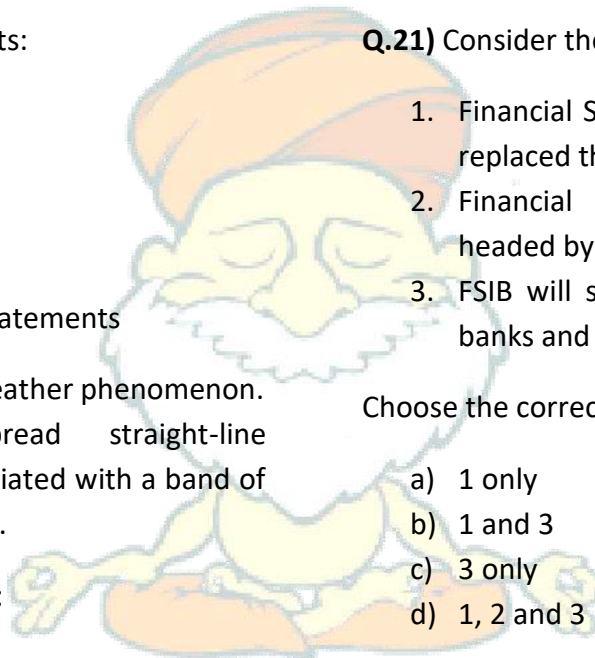 ts:
atements
eather phenomenon.
read straight-line
iated with a band of
.
:
Q.21) Consider the
1. Financial S
replaced th
2. Financial
headed by
3. FSIB will s
banks and
Choose the correc
a) 1 only
b) 1 and 3
c) 3 only
d) 1, 2 and 3